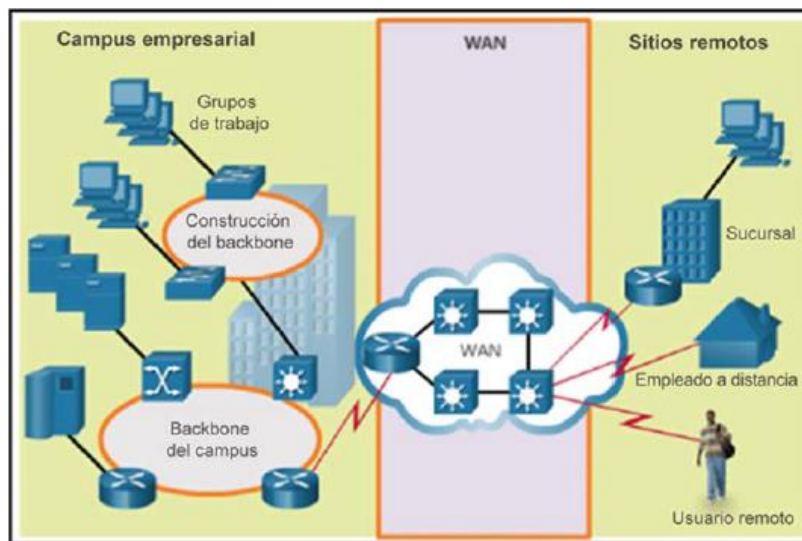 Campus empresarial
WAN
Sitios remotos
Grupos
de trabajo
Construcción
del backbone
Sucursal
WAN
Empleado a distancia
Backbone
del campus
Usuario remoto